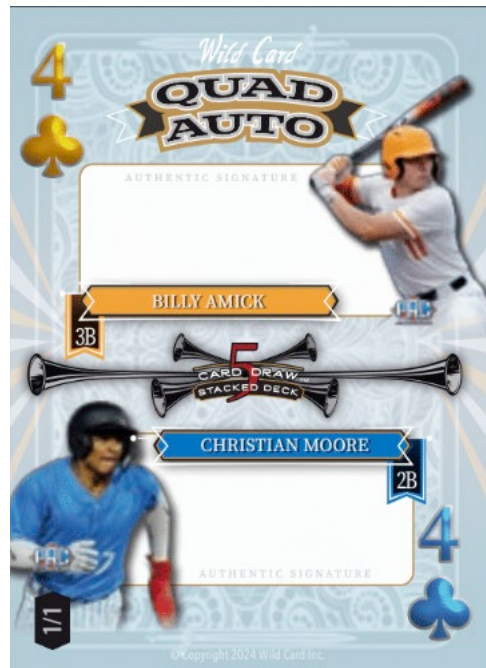 4
Wild Card
QUAD
AUTO
AUTHENTIC SIGNATURE
BILLY AMICK
3B
5
CARD DRAW
STACKED DECK
CHRISTIAN MOORE
2B
4
AUTHENTIC SIGNATURE
1/1
©Copyright 2024 Wild Card Inc.